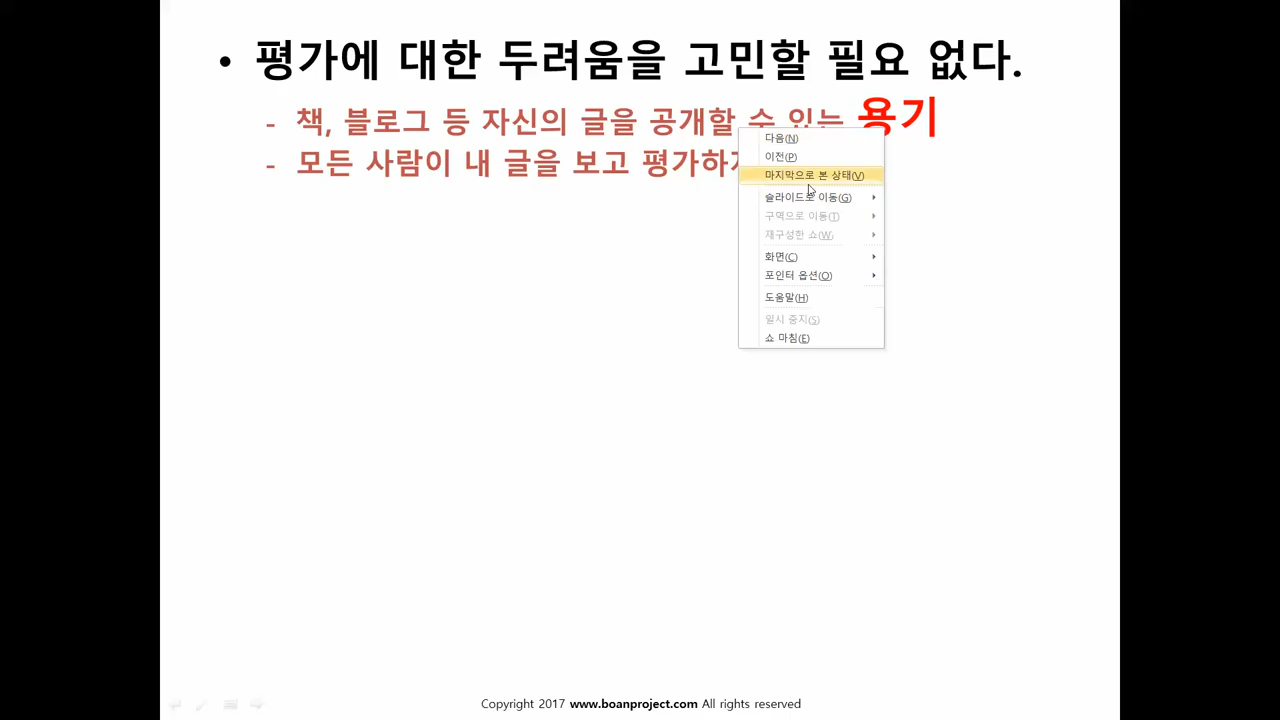 • 평가에 대한 두려움을 고민할 필요 없다.
- 책, 블로그 등 자신의 글을 공개할 수 있는 용기
- 모든 사람이 내 글을 보고 평가하
다음(N)
이전(P)
마지막으로 본 상태(V)
슬라이드로 이동(G)
구역으로 이동(T)
재구성한 쇼(W)
화면(C)
포인터 옵션(O)
도움말(H)
일시 중지(S)
쇼 마침(E)
Copyright 2017 www.boanproject.com All rights reserved